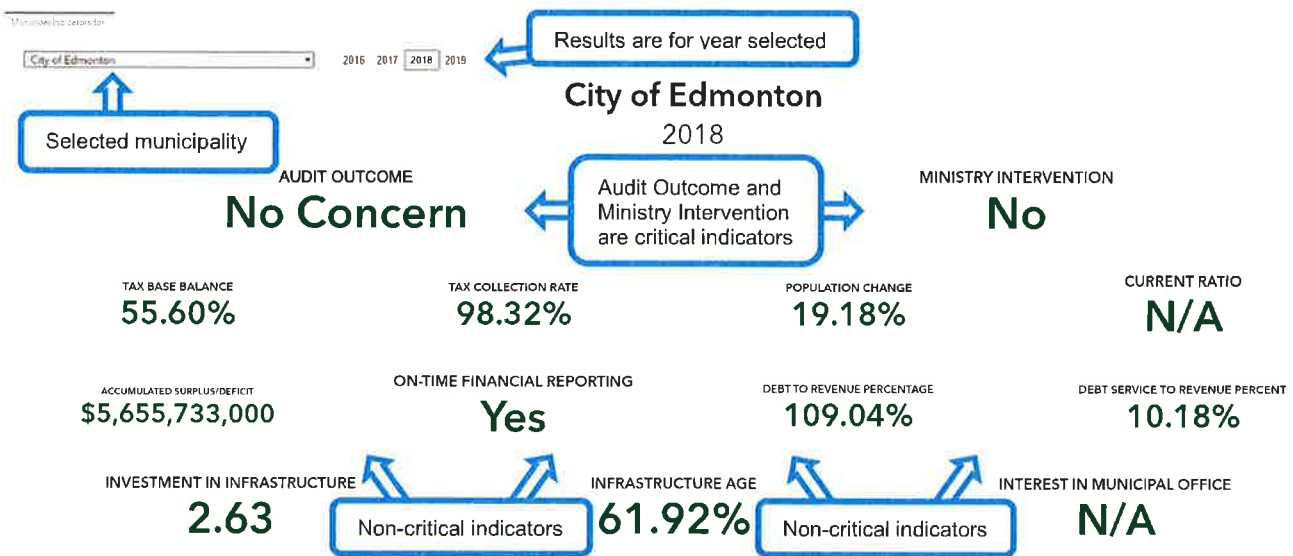 Municipal Indicators for
Results are for year selected
City of Edmonton
2016 2017 2018 2019
City of Edmonton
2018
Selected municipality
AUDIT OUTCOME
No Concern
Audit Outcome and
Ministry Intervention
are critical indicators
MINISTRY INTERVENTION
No
TAX BASE BALANCE
55.60%
TAX COLLECTION RATE
98.32%
POPULATION CHANGE
19.18%
CURRENT RATIO
N/A
ACCUMULATED SURPLUS/DEFICIT
$5,655,733,000
ON-TIME FINANCIAL REPORTING
Yes
DEBT TO REVENUE PERCENTAGE
109.04%
DEBT SERVICE TO REVENUE PERCENT
10.18%
INVESTMENT IN INFRASTRUCTURE
2.63
Non-critical indicators
INFRASTRUCTURE AGE
61.92%
Non-critical indicators
INTEREST IN MUNICIPAL OFFICE
N/A